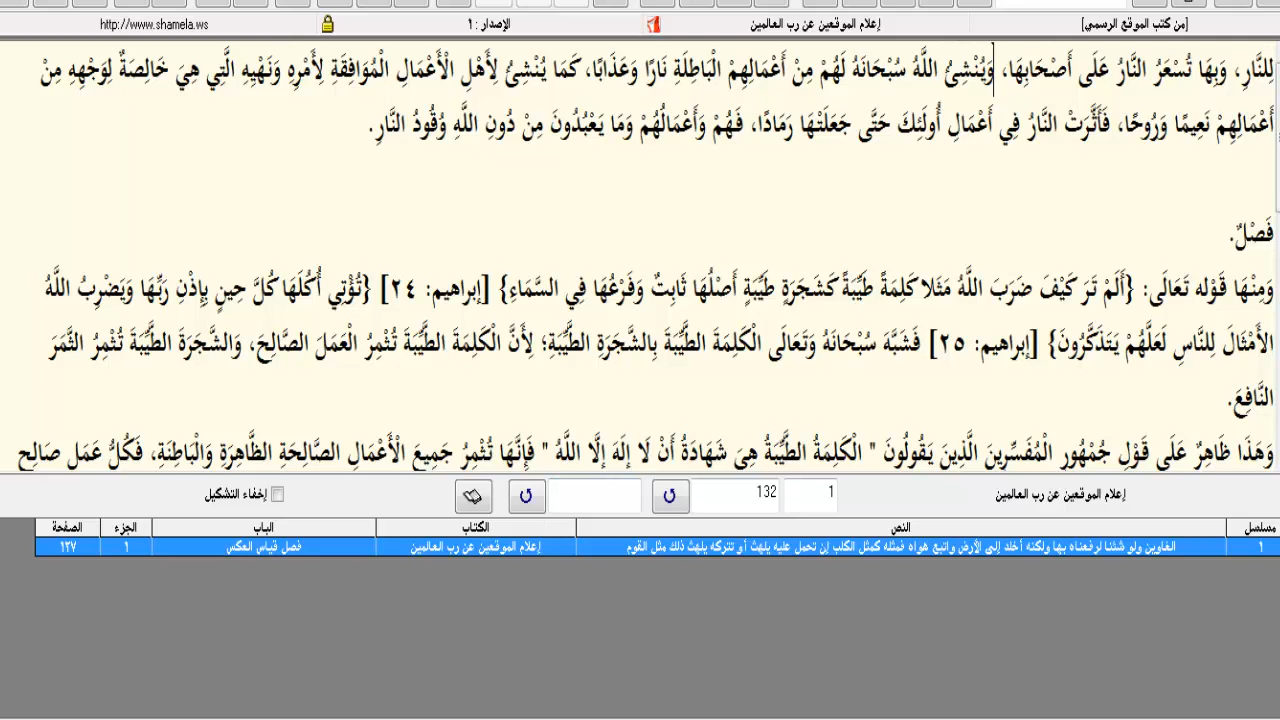 [من كتب الموقع الرسمي] إعلام الموقعين عن رب العالمين الإصدار : ١ http://www.shamela.ws
لِلنَّارِ، وَبِهَا تُسْعَرُ النَّارُ عَلَى أَصْحَابِهَا، وَيُنْشِئُ اللَّهُ سُبْحَانَهُ لَهُمْ مِنْ أَعْمَالِهِمْ الْبَاطِلَةِ نَارًا وَعَذَابًا، كَمَا يُنْشِئُ لِأَهْلِ الْأَعْمَالِ الْمُوَافِقَةِ لِأَمْرِهِ وَنَهْيِهِ الَّتِي هِيَ خَالِصَةٌ لِوَجْهِهِ مِنْ
أَعْمَالِهِمْ نَعِيمًا وَرُوحًا، فَأَثَّرَتْ النَّارُ فِي أَعْمَالِ أُولَئِكَ حَتَّى جَعَلَتْهَا رَمَادًا، فَهُمْ وَأَعْمَالُهُمْ وَمَا يَعْبُدُونَ مِنْ دُونِ اللَّهِ وُقُودُ النَّارِ.
فَصْلٌ.
وَمِنْهَا قَوْله تَعَالَى: {أَلَمْ تَرَ كَيْفَ ضَرَبَ اللَّهُ مَثَلا كَلِمَةً طَيِّبَةً كَشَجَرَةٍ طَيِّبَةٍ أَصْلُهَا ثَابِتٌ وَفَرْعُهَا فِي السَّمَاءِ} [إبراهيم: ٢٤] {تُؤْتِي أُكُلَهَا كُلَّ حِينٍ بِإِذْنِ رَبِّهَا وَيَضْرِبُ اللَّهُ
الأَمْثَالَ لِلنَّاسِ لَعَلَّهُمْ يَتَذَكَّرُونَ} [إبراهيم: ٢٥] فَشَبَّهَ سُبْحَانَهُ وَتَعَالَى الْكَلِمَةَ الطَّيِّبَةَ بِالشَّجَرَةِ الطَّيِّبَةِ؛ لِأَنَّ الْكَلِمَةَ الطَّيِّبَةَ تُثْمِرُ الْعَمَلَ الصَّالِحَ، وَالشَّجَرَةَ الطَّيِّبَةَ تُثْمِرُ الثَّمَرَ
النَّافِعَ.
وَهَذَا ظَاهِرٌ عَلَى قَوْلِ جُمْهُورِ الْمُفَسِّرِينَ الَّذِينَ يَقُولُونَ " الْكَلِمَةُ الطَّيِّبَةُ هِيَ شَهَادَةُ أَنْ لَا إلَهَ إلَّا اللَّهُ " فَإِنَّهَا تُثْمِرُ جَمِيعَ الْأَعْمَالِ الصَّالِحَةِ الظَّاهِرَةِ وَالْبَاطِنَةِ، فَكُلُّ عَمَلٍ صَالِحٍ
إعلام الموقعين عن رب العالمين 1 132 إخفاء التشكيل
مسلسل النص الكتاب الباب الجزء الصفحة
١ الغاوين ولو شئنا لرفعناه بها ولكنه أخلد إلى الأرض واتبع هواه فمثله كمثل الكلب إن تحمل عليه يلهث أو تتركه يلهث ذلك مثل القوم إعلام الموقعين عن رب العالمين فصل قياس العكس ١ ١٢٧